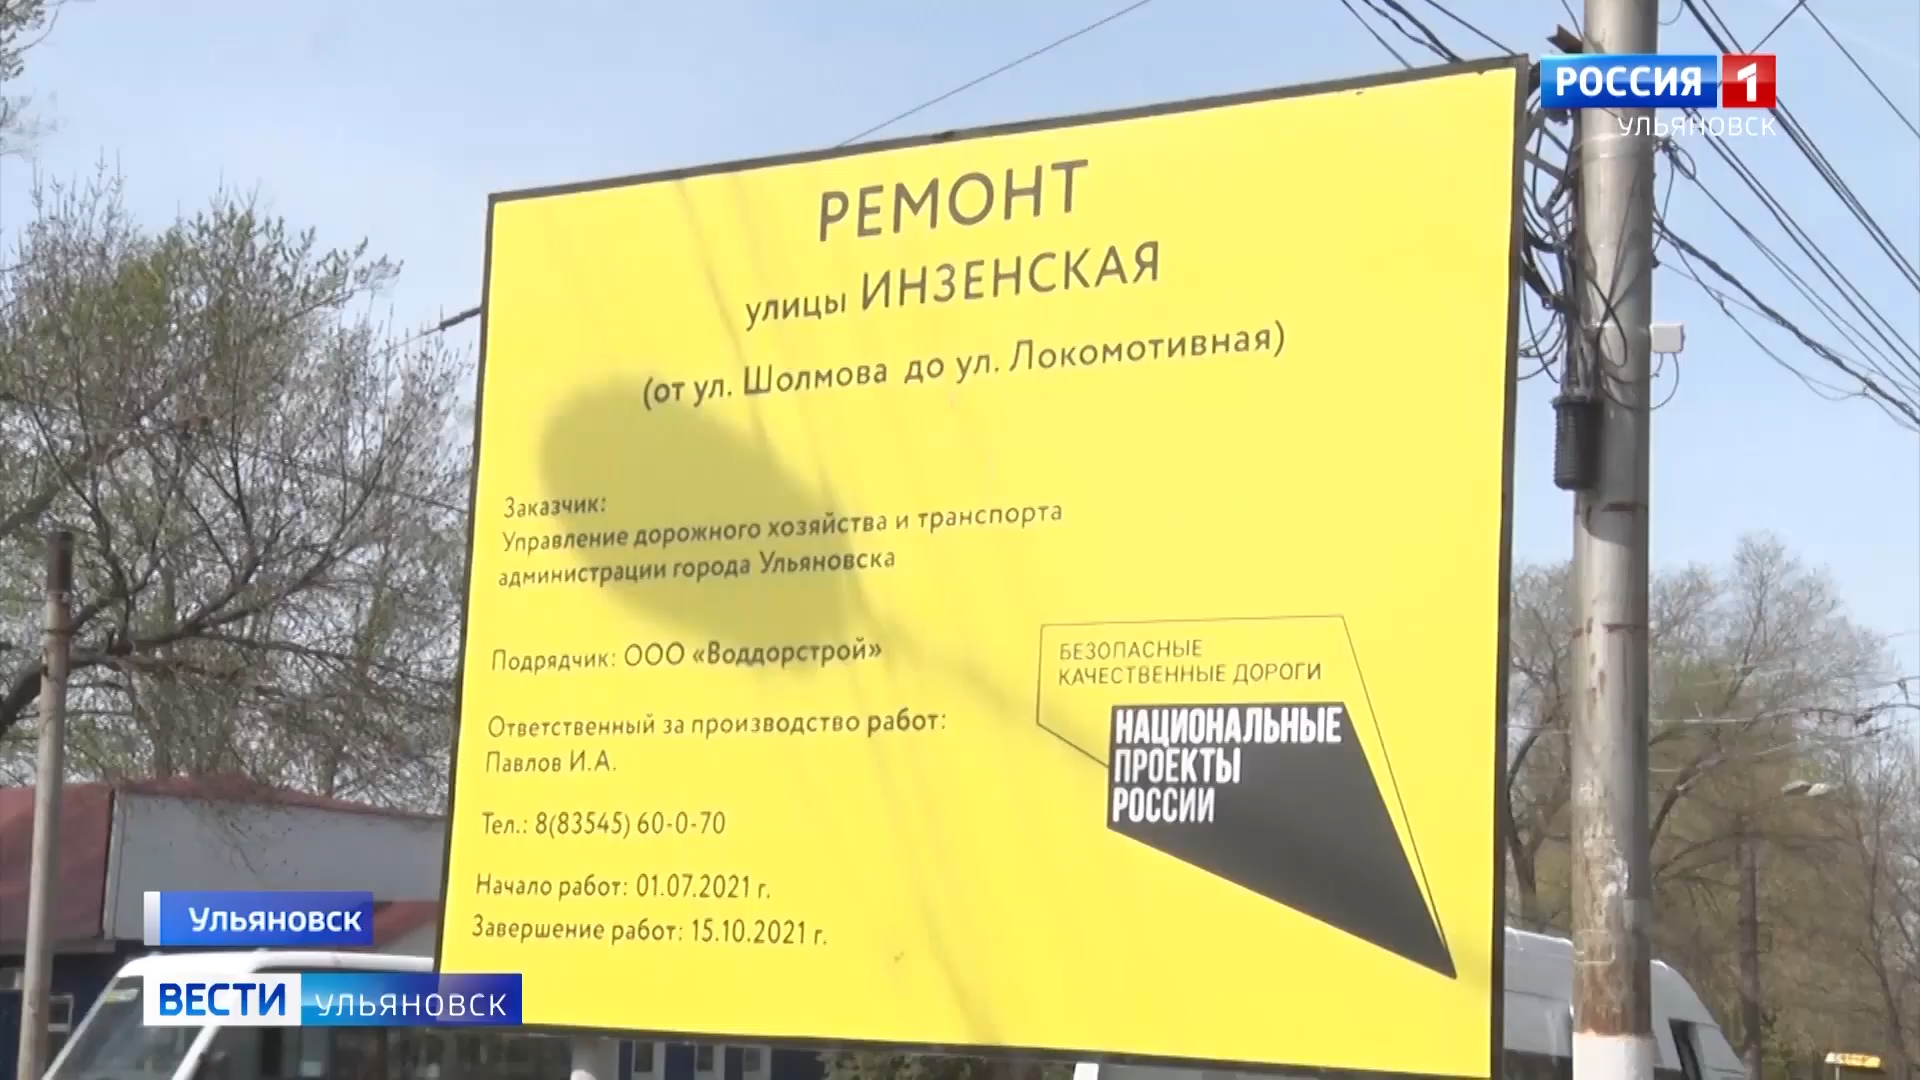 РОССИЯ 1
УЛЬЯНОВСК
РЕМОНТ
улицы ИНЗЕНСКАЯ
(от ул. Шолмова до ул. Локомотивная)
Заказчик:
Управление дорожного хозяйства и транспорта
администрации города Ульяновска
Подрядчик: ООО «Воддорстрой»
Ответственный за производство работ:
Павлов И.А.
Тел.: 8(83545) 60-0-70
Начало работ: 01.07.2021 г.
Завершение работ: 15.10.2021 г.
БЕЗОПАСНЫЕ
КАЧЕСТВЕННЫЕ ДОРОГИ
НАЦИОНАЛЬНЫЕ
ПРОЕКТЫ
РОССИИ
Ульяновск
ВЕСТИ УЛЬЯНОВСК